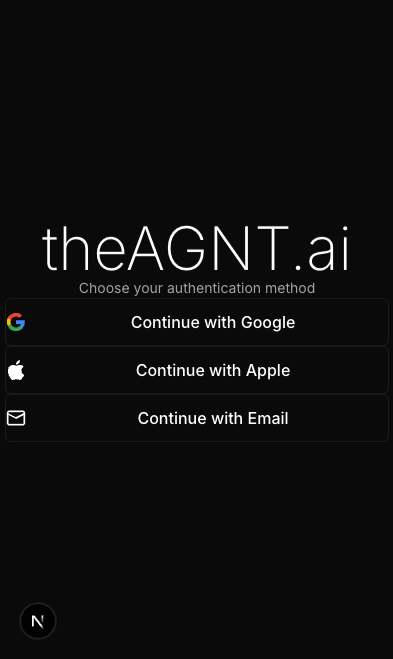 theAGNT.ai
Choose your authentication method
Continue with Google
Continue with Apple
Continue with Email
N